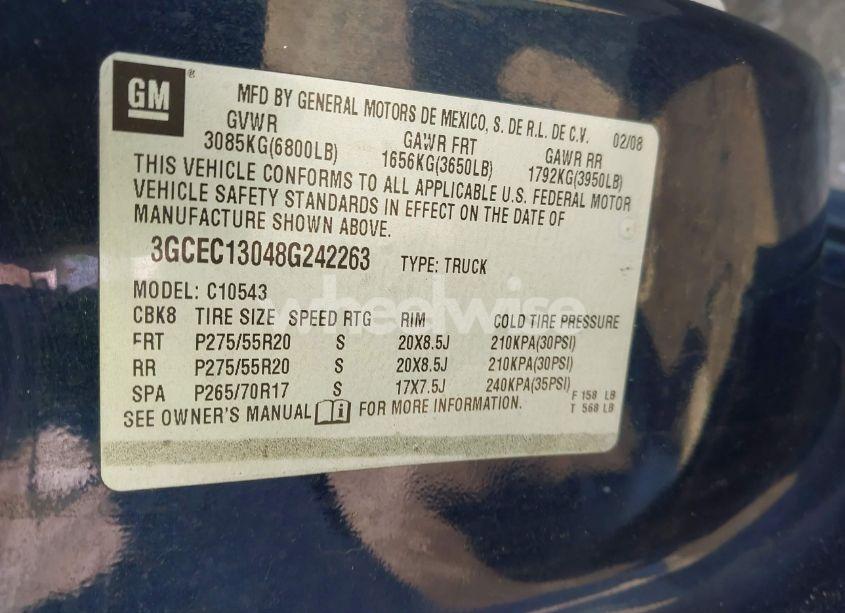 GM ®
MFD BY GENERAL MOTORS DE MEXICO, S. DE R.L. DE C.V. 02/08
GVWR GAWR FRT GAWR RR
3085KG(6800LB) 1656KG(3650LB) 1792KG(3950LB)
THIS VEHICLE CONFORMS TO ALL APPLICABLE U.S. FEDERAL MOTOR
VEHICLE SAFETY STANDARDS IN EFFECT ON THE DATE OF
MANUFACTURE SHOWN ABOVE.
3GCEC13048G242263 TYPE: TRUCK
MODEL: C10543
wheelwise
CBK8 TIRE SIZE SPEED RTG RIM COLD TIRE PRESSURE
FRT P275/55R20 S 20X8.5J 210KPA(30PSI)
RR P275/55R20 S 20X8.5J 210KPA(30PSI)
SPA P265/70R17 S 17X7.5J 240KPA(35PSI)
F 158 LB
T 568 LB
SEE OWNER'S MANUAL i FOR MORE INFORMATION.